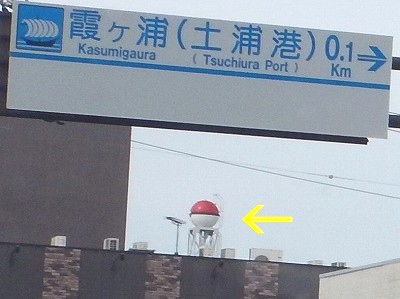 霞ヶ浦(土浦港) 0.1 Km
Kasumigaura ( Tsuchiura Port )